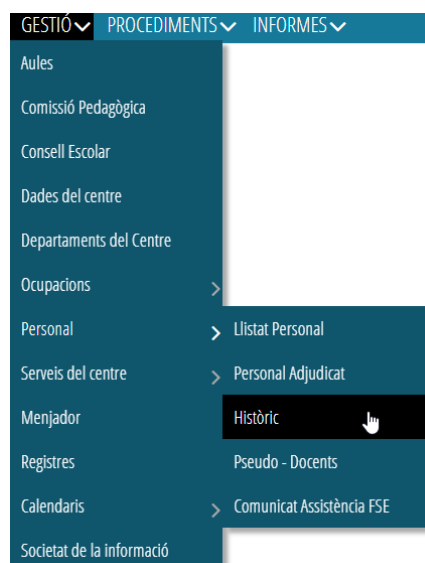 GESTIÓ PROCEDIMENTS INFORMES
Aules
Comissió Pedagògica
Consell Escolar
Dades del centre
Departaments del Centre
Ocupacions
Personal
Serveis del centre
Menjador
Registres
Calendaris
Societat de la informació
Llistat Personal
Personal Adjudicat
Històric
Pseudo - Docents
Comunicat Assistència FSE